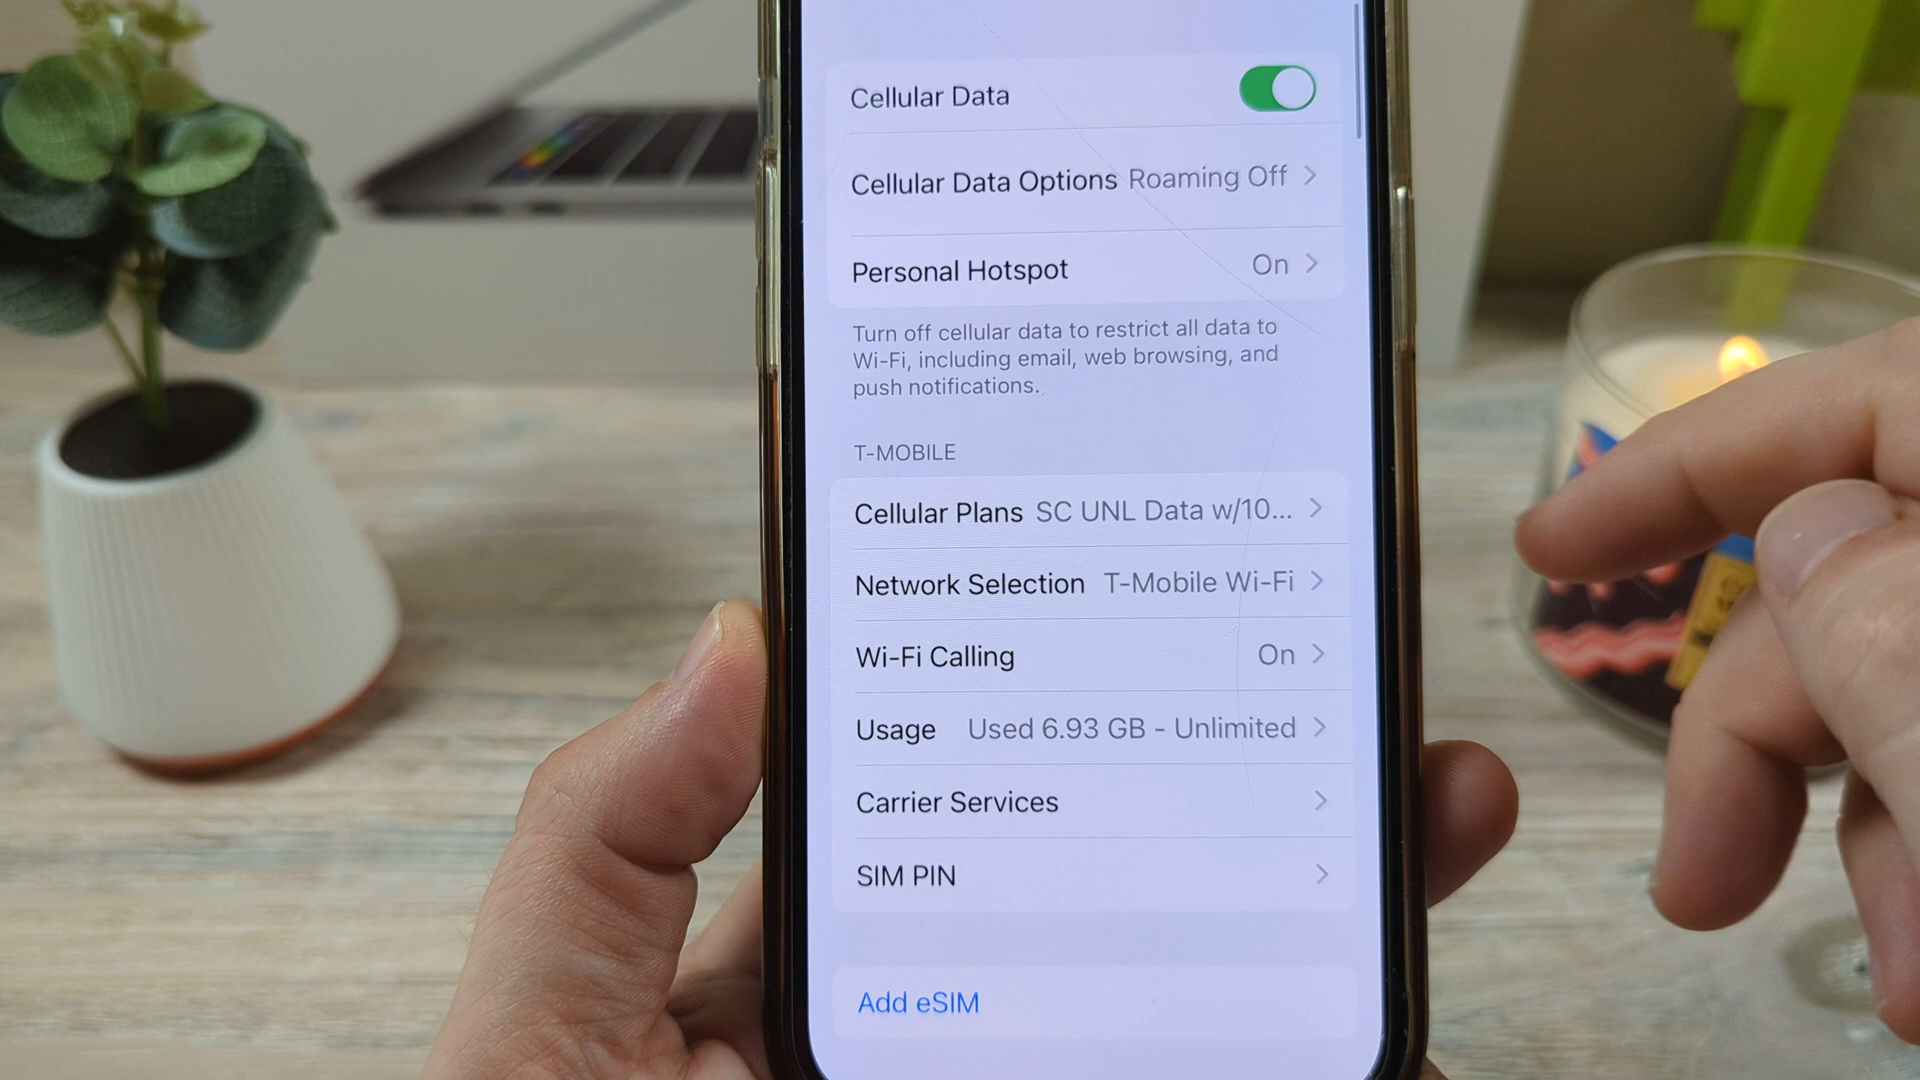 Cellular Data
Cellular Data Options Roaming Off
Personal Hotspot On
Turn off cellular data to restrict all data to
Wi-Fi, including email, web browsing, and
push notifications.
T-MOBILE
Cellular Plans SC UNL Data w/10...
Network Selection T-Mobile Wi-Fi
Wi-Fi Calling On
Usage Used 6.93 GB - Unlimited
Carrier Services
SIM PIN
Add eSIM